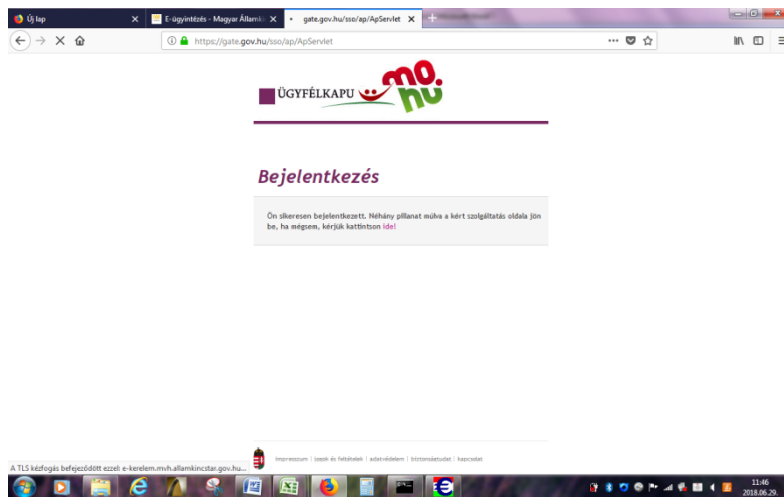 Új lap
E-ügyintézés - Magyar Államki
gate.gov.hu/sso/ap/ApServlet
https://gate.gov.hu/sso/ap/ApServlet
ÜGYFÉLKAPU
mo.
hu
Bejelentkezés
Ön sikeresen bejelentkezett. Néhány pillanat múlva a kért szolgáltatás oldala jön
be, ha mégsem, kérjük kattintson ide!
impresszum | jogok és feltételek | adatvédelem | biztonságtudat | kapcsolat
A TLS kézfogás befejeződött ezzel: e-kerelem.mvh.allamkincstar.gov.hu...
11:46
2018.06.29.